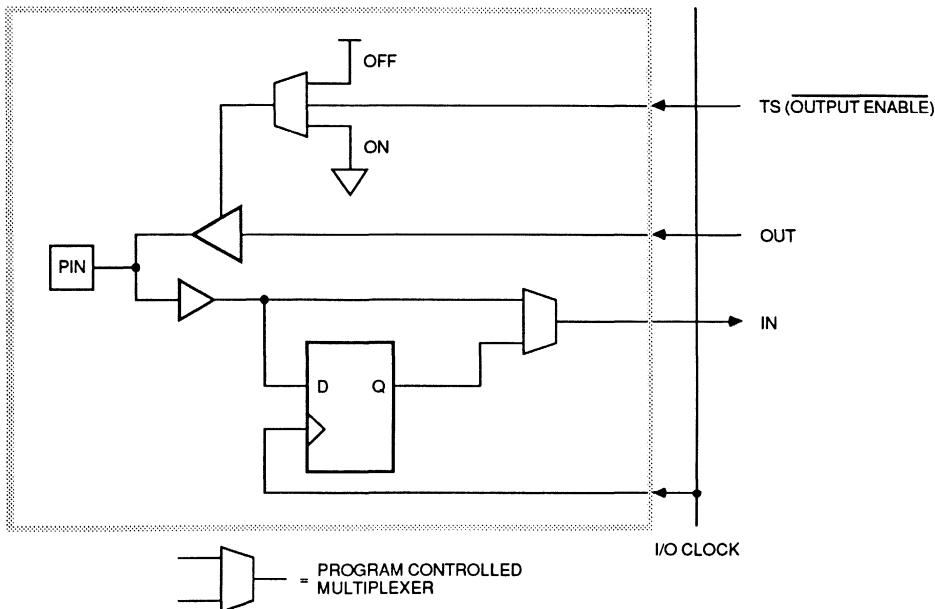 OFF
TS (OUTPUT ENABLE)
ON
OUT
PIN
IN
D Q
I/O CLOCK
= PROGRAM CONTROLLED
MULTIPLEXER